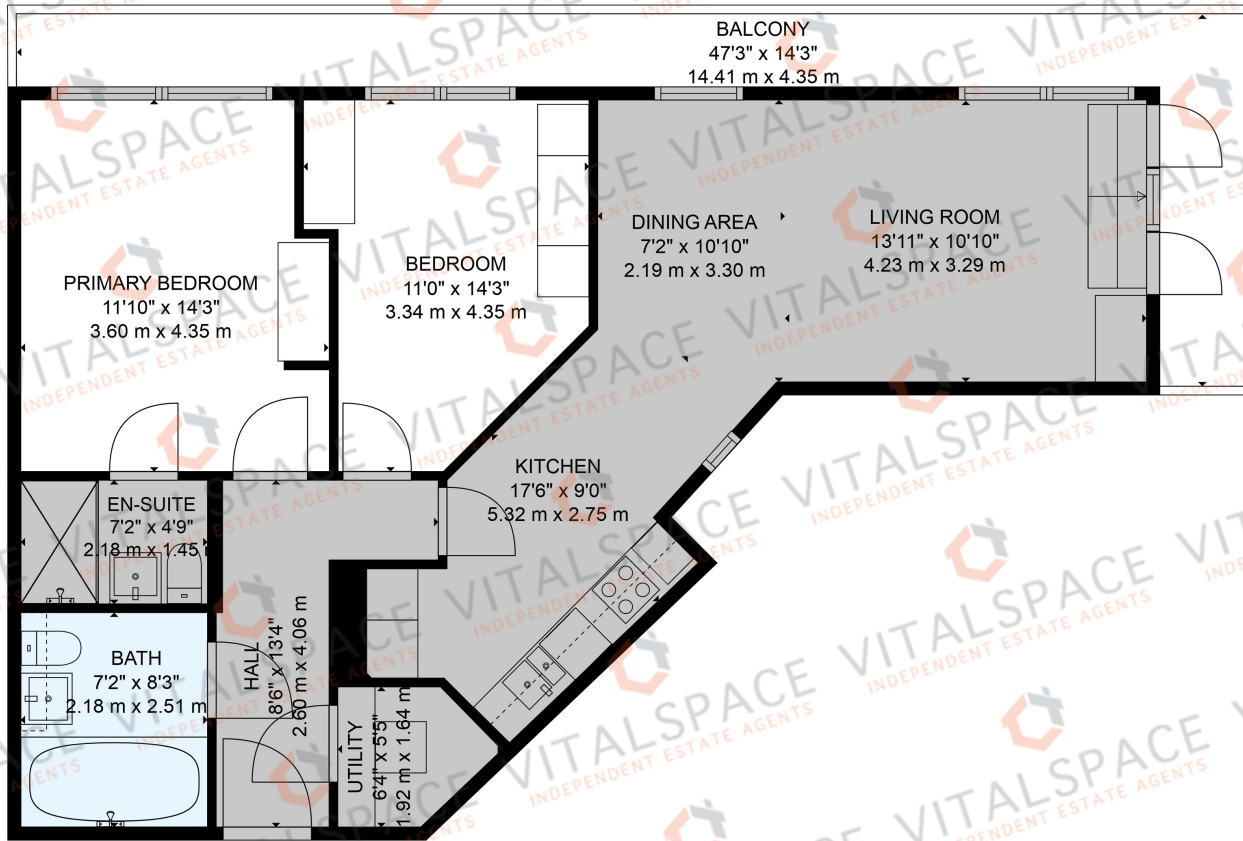 BALCONY
47'3" x 14'3"
14.41 m x 4.35 m
PRIMARY BEDROOM
11'10" x 14'3"
3.60 m x 4.35 m
BEDROOM
11'0" x 14'3"
3.34 m x 4.35 m
DINING AREA
7'2" x 10'10"
2.19 m x 3.30 m
LIVING ROOM
13'11" x 10'10"
4.23 m x 3.29 m
KITCHEN
17'6" x 9'0"
5.32 m x 2.75 m
EN-SUITE
7'2" x 4'9"
2.18 m x 1.45
BATH
7'2" x 8'3"
2.18 m x 2.51 m
HALL
8'6" x 13'4"
2.60 m x 4.06 m
UTILITY
6'4" x 5'5"
1.92 m x 1.64 m
VITALSPACE
INDEPENDENT ESTATE AGENTS